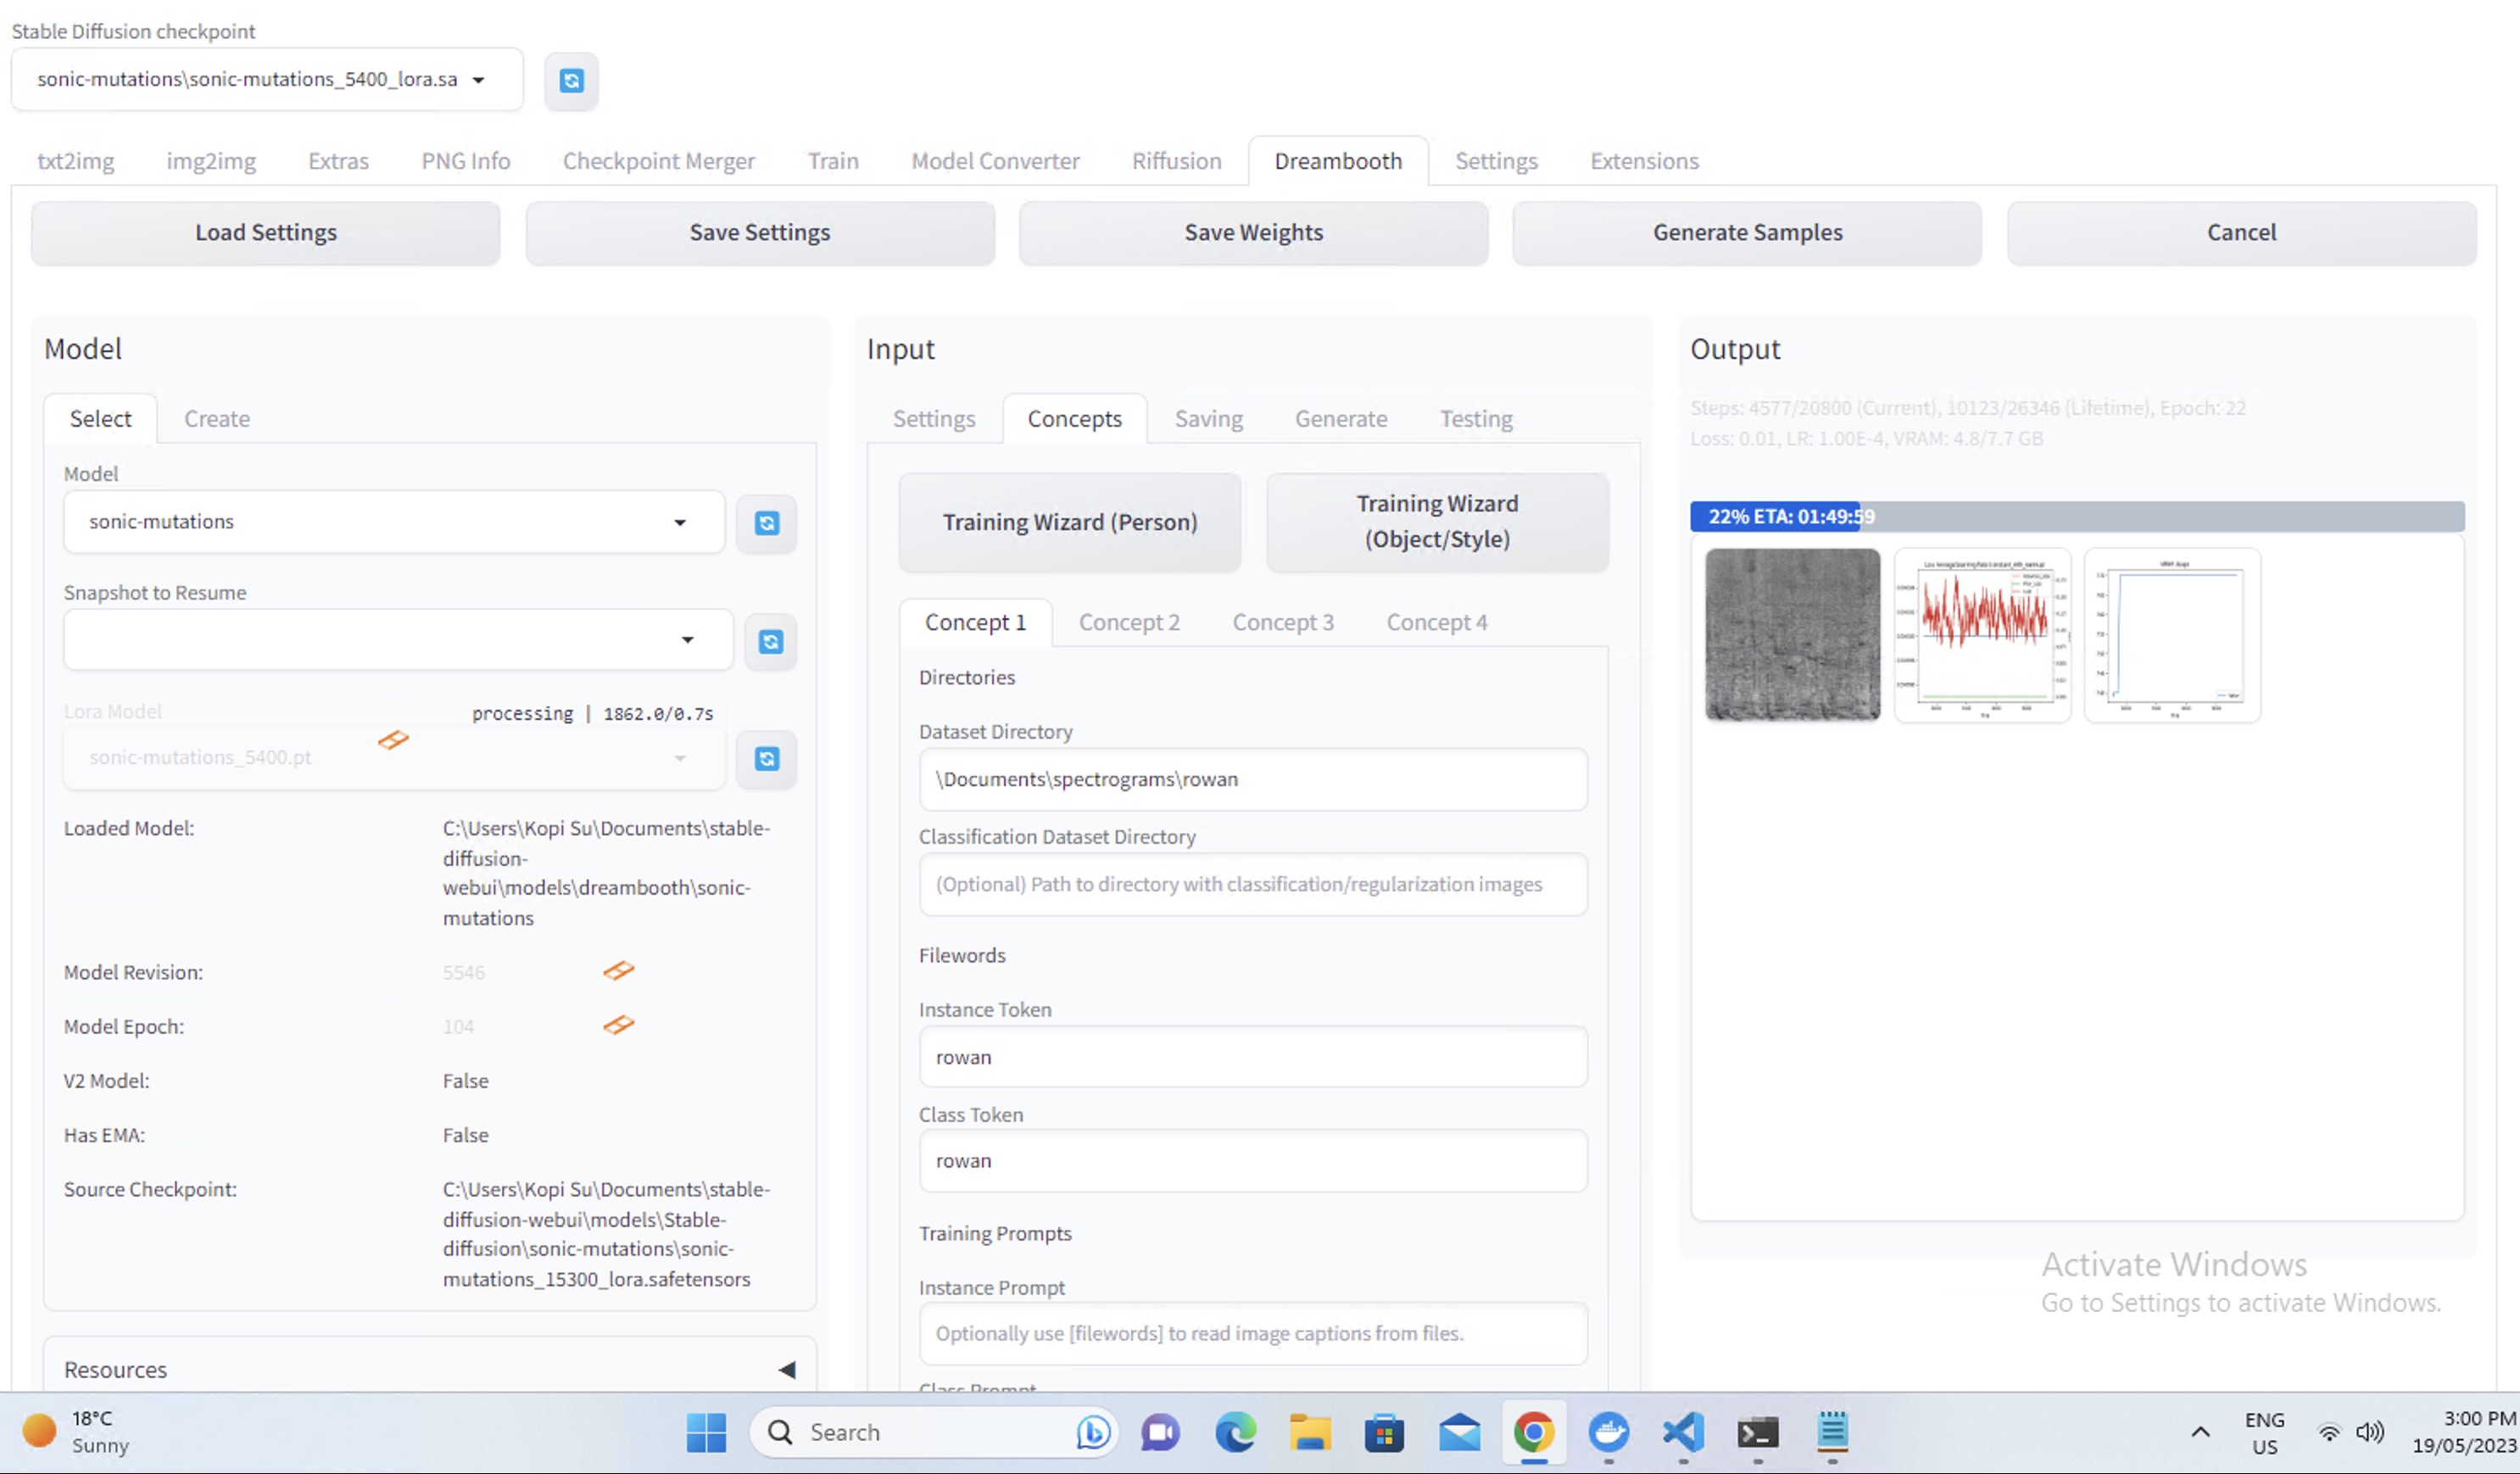 Stable Diffusion checkpoint
sonic-mutations\sonic-mutations_5400_lora.sa
txt2img img2img Extras PNG Info Checkpoint Merger Train Model Converter Riffusion Dreambooth Settings Extensions
Load Settings Save Settings Save Weights Generate Samples Cancel
Model
Select Create
Model
sonic-mutations
Snapshot to Resume
Lora Model
processing | 1862.0/0.7s
sonic-mutations_5400.pt
Loaded Model:
C:\Users\Kopi Su\Documents\stable-
diffusion-
webui\models\dreambooth\sonic-
mutations
Model Revision: 5546
Model Epoch: 104
V2 Model: False
Has EMA: False
Source Checkpoint:
C:\Users\Kopi Su\Documents\stable-
diffusion-webui\models\Stable-
diffusion\sonic-mutations\sonic-
mutations_15300_lora.safetensors
Resources
Input
Settings Concepts Saving Generate Testing
Training Wizard (Person)
Training Wizard
(Object/Style)
Concept 1 Concept 2 Concept 3 Concept 4
Directories
Dataset Directory
\Documents\spectrograms\rowan
Classification Dataset Directory
(Optional) Path to directory with classification/regularization images
Filewords
Instance Token
rowan
Class Token
rowan
Training Prompts
Instance Prompt
Optionally use [filewords] to read image captions from files.
Class Prompt
Output
Steps: 4577/20800 (Current), 10123/26346 (Lifetime), Epoch: 22
Loss: 0.01, LR: 1.00E-4, VRAM: 4.8/7.7 GB
22% ETA: 01:49:59
Activate Windows
Go to Settings to activate Windows.
18°C
Sunny
Search
ENG
US
3:00 PM
19/05/2023